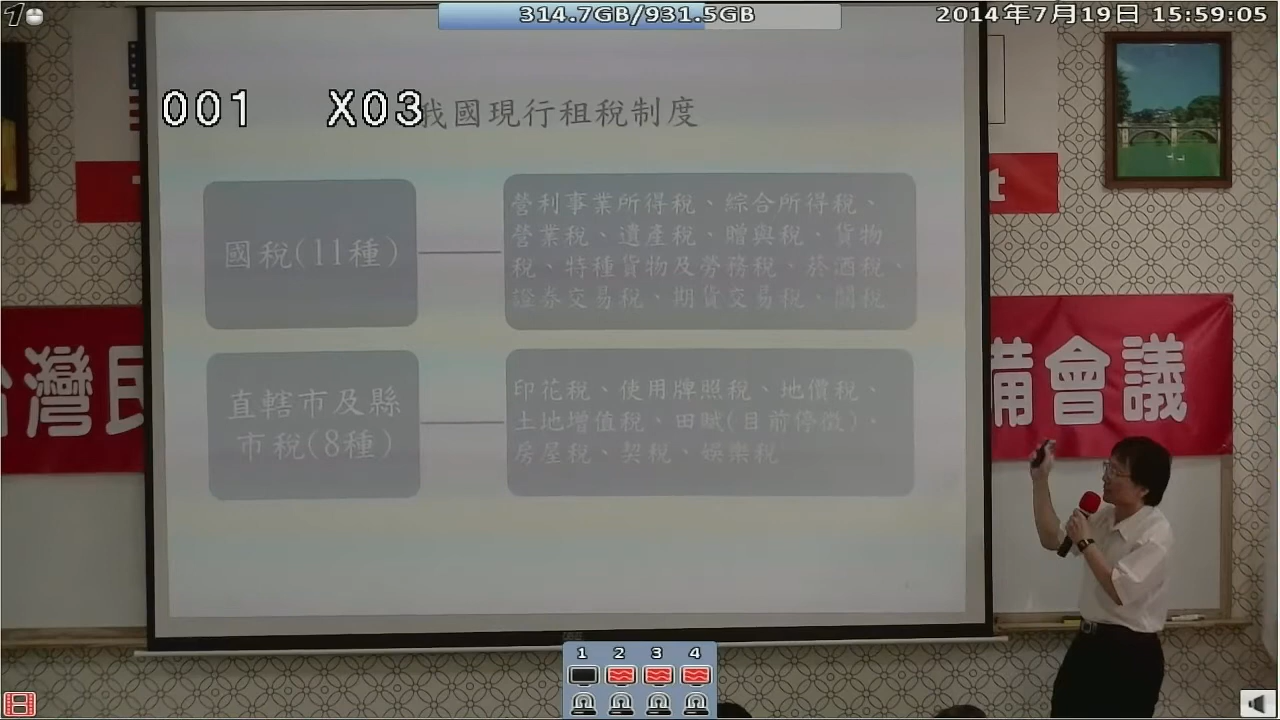 1
314.7GB/931.5GB
2014年7月19日 15:59:05
001 X03
我國現行租稅制度
國稅(11種)
營利事業所得稅、綜合所得稅、
營業稅、遺產稅、贈與稅、貨物
稅、特種貨物及勞務稅、菸酒稅、
證券交易稅、期貨交易稅、關稅
直轄市及縣
市稅(8種)
印花稅、使用牌照稅、地價稅、
土地增值稅、田賦(目前停徵)、
房屋稅、契稅、娛樂稅
t
台灣民
備會議
1 2 3 4